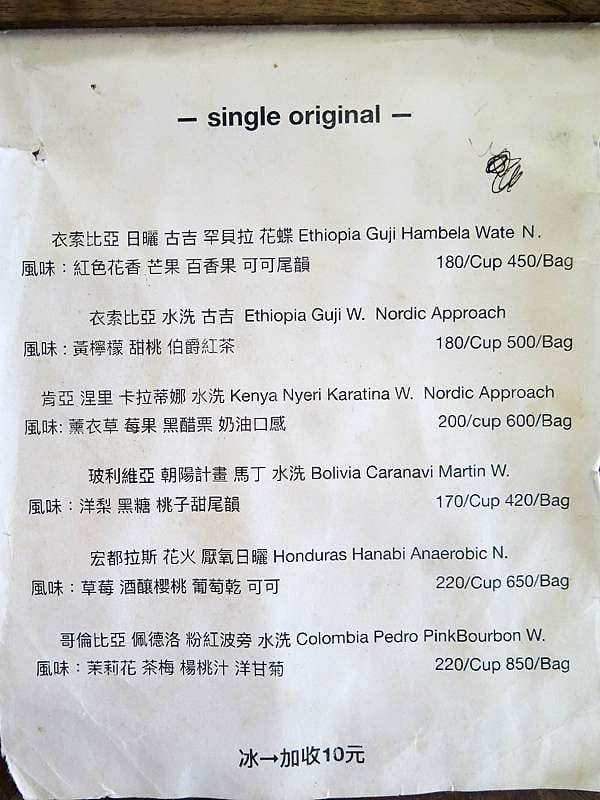 — single original —
衣索比亞 日曬 古吉 罕貝拉 花蝶 Ethiopia Guji Hambela Wate N.
風味：紅色花香 芒果 百香果 可可尾韻 180/Cup 450/Bag
衣索比亞 水洗 古吉 Ethiopia Guji W. Nordic Approach
風味：黃檸檬 甜桃 伯爵紅茶 180/Cup 500/Bag
肯亞 涅里 卡拉蒂娜 水洗 Kenya Nyeri Karatina W. Nordic Approach
風味: 薰衣草 莓果 黑醋栗 奶油口感 200/cup 600/Bag
玻利維亞 朝陽計畫 馬丁 水洗 Bolivia Caranavi Martin W.
風味：洋梨 黑糖 桃子甜尾韻 170/Cup 420/Bag
宏都拉斯 花火 厭氧日曬 Honduras Hanabi Anaerobic N.
風味：草莓 酒釀櫻桃 葡萄乾 可可 220/Cup 650/Bag
哥倫比亞 佩德洛 粉紅波旁 水洗 Colombia Pedro PinkBourbon W.
風味：茉莉花 茶梅 楊桃汁 洋甘菊 220/Cup 850/Bag
冰→加收10元